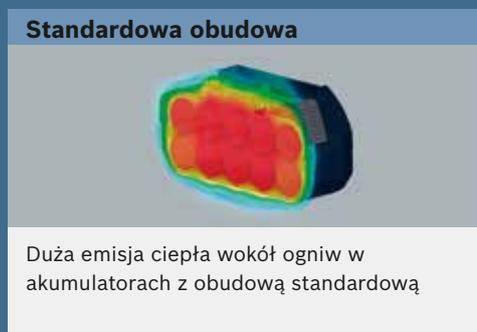 Standardowa obudowa
Duża emisja ciepła wokół ogniw w
akumulatorach z obudową standardową